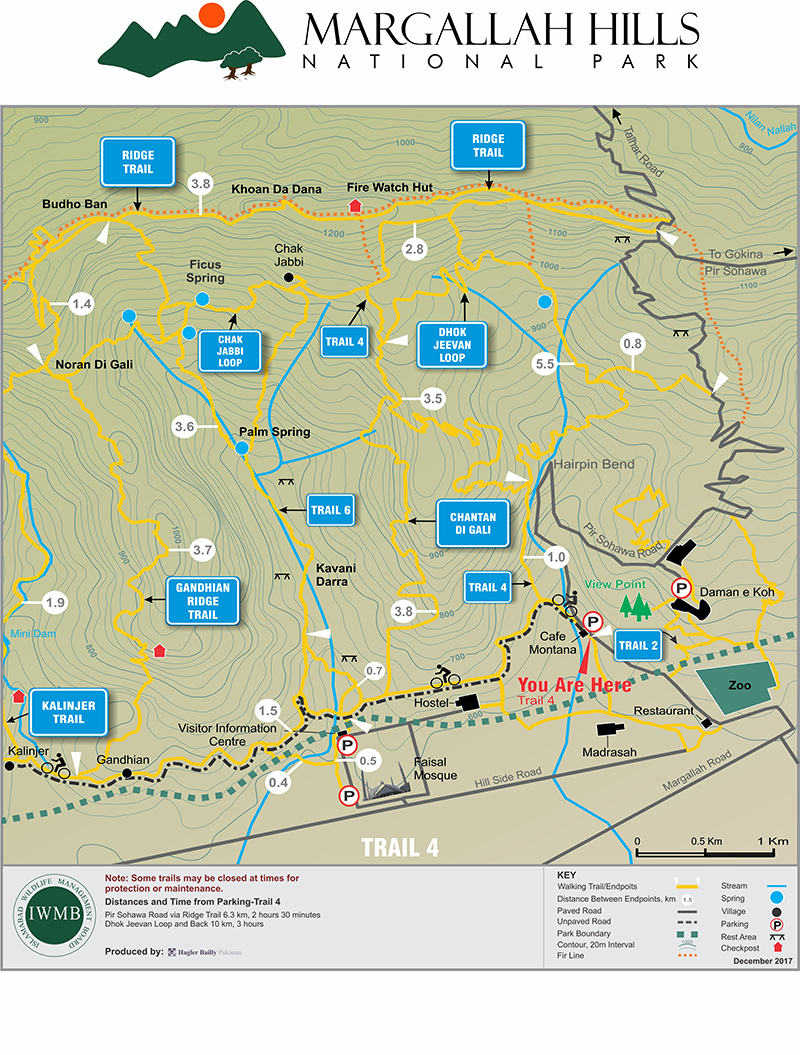 MARGALLAH HILLS
NATIONAL PARK
900
1000
Talhar Road
Nilan Nallah
900
RIDGE
TRAIL
RIDGE
TRAIL
3.8
Khoan Da Dana
Fire Watch Hut
Budho Ban
1200
1100
2.8
To Gokina
Pir Sohawa
1100
Chak
Jabbi
Ficus
Spring
1000
1.4
CHAK
JABBI
LOOP
TRAIL 4
DHOK
JEEVAN
LOOP
900
0.8
Noran Di Gali
5.5
3.5
3.6
Palm Spring
Hairpin Bend
TRAIL 6
CHANTAN
DI GALI
Pir Sohawa Road
1000
900
900
3.7
1.0
Kavani
Darra
TRAIL 4
View Point
P
Daman e Koh
GANDHIAN
RIDGE
TRAIL
1.9
3.8
800
P
Mini Dam
Cafe
Montana
TRAIL 2
800
700
0.7
You Are Here
Trail 4
Zoo
KALINJER
TRAIL
1.5
Hostel
600
Restaurant
Visitor Information
Centre
P
Madrasah
Kalinjer
Gandhian
0.5
Faisal
Mosque
0.4
Hill Side Road
Margallah Road
P
TRAIL 4
0
0.5 Km
1 Km
ISLAMABAD WILDLIFE MANAGEMENT BOARD
IWMB
Note: Some trails may be closed at times for
protection or maintenance.
Distances and Time from Parking-Trail 4
Pir Sohawa Road via Ridge Trail 6.3 km, 2 hours 30 minutes
Dhok Jeevan Loop and Back 10 km, 3 hours
Produced by: Hagler Bailly Pakistan
KEY
Walking Trail/Endpoits
Distance Between Endpoints, km 1.5
Paved Road
Unpaved Road
Park Boundary
Contour, 20m Interval 1000
Fir Line
Stream
Spring
Village
Parking P
Rest Area
Checkpost
December 2017